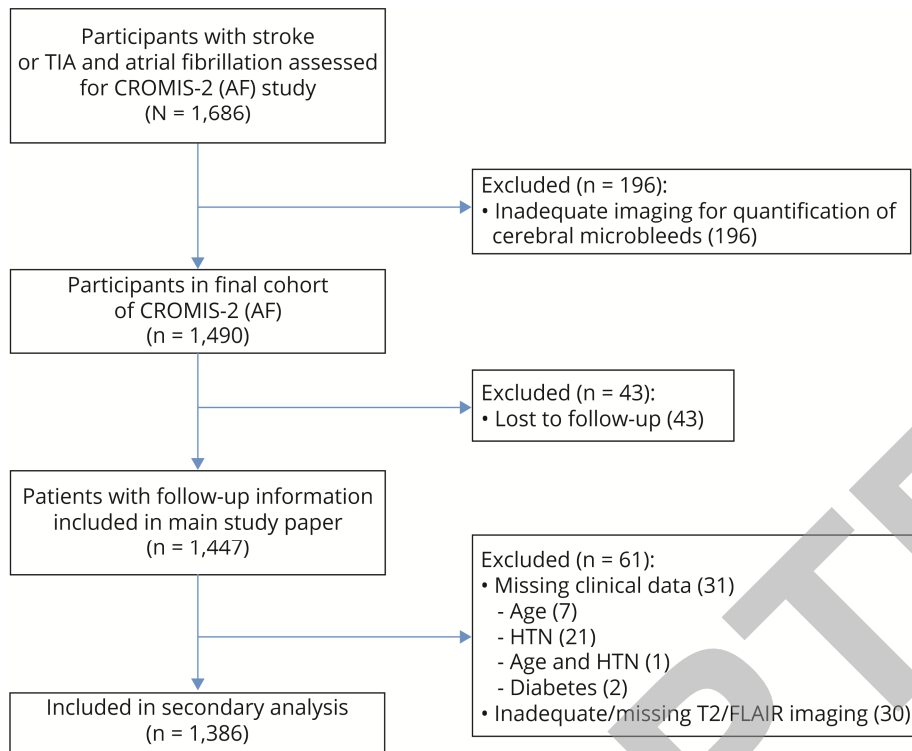 Participants with stroke
or TIA and atrial fibrillation assessed
for CROMIS-2 (AF) study
(N = 1,686)
Excluded (n = 196):
• Inadequate imaging for quantification of
cerebral microbleeds (196)
Participants in final cohort
of CROMIS-2 (AF)
(n = 1,490)
Excluded (n = 43):
• Lost to follow-up (43)
Patients with follow-up information
included in main study paper
(n = 1,447)
Excluded (n = 61):
• Missing clinical data (31)
- Age (7)
- HTN (21)
- Age and HTN (1)
- Diabetes (2)
• Inadequate/missing T2/FLAIR imaging (30)
Included in secondary analysis
(n = 1,386)
PT